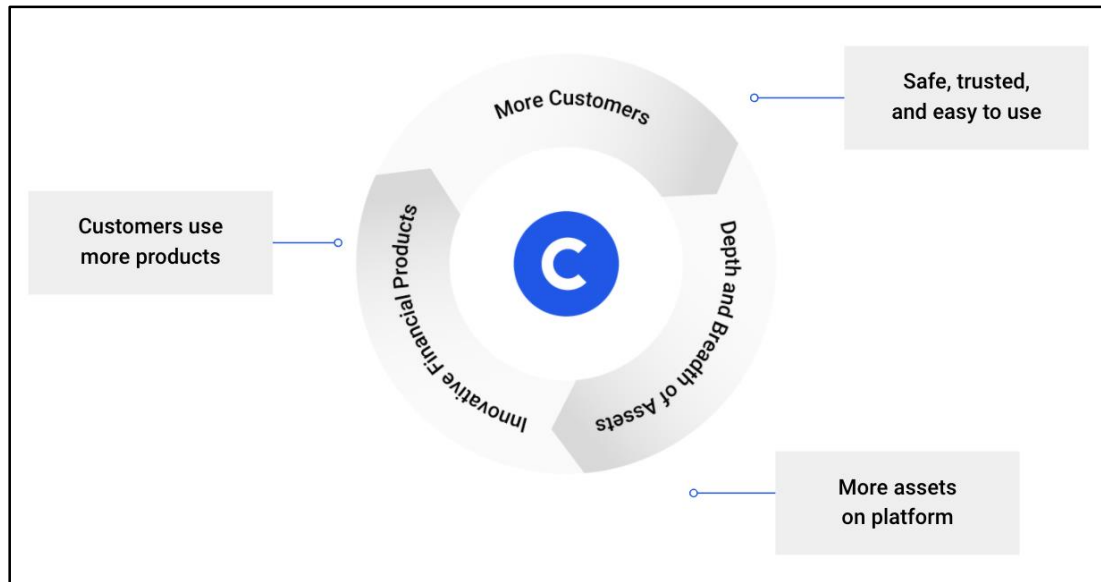 More Customers
Safe, trusted,
and easy to use
Depth and Breadth of Assets
More assets
on platform
Innovative Financial Products
Customers use
more products
C